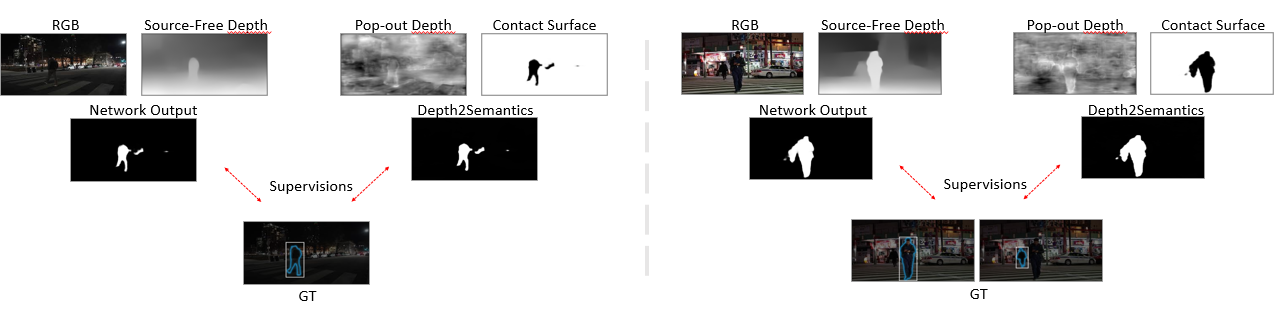 RGB Source-Free Depth Pop-out Depth Contact Surface
Network Output Depth2Semantics
Supervisions
GT
RGB Source-Free Depth Pop-out Depth Contact Surface
Network Output Depth2Semantics
Supervisions
GT